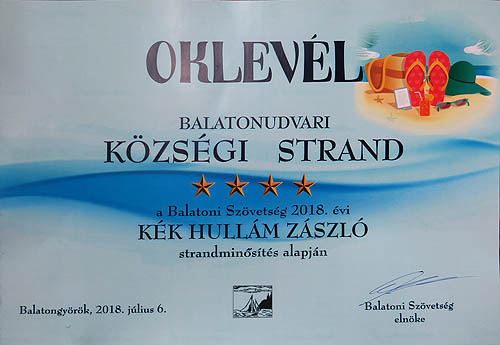 OKLEVÉL
BALATONUDVARI
KÖZSÉGI STRAND
a Balatoni Szövetség 2018. évi
KÉK HULLÁM ZÁSZLÓ
strandminősítés alapján
Balatongyörök, 2018. július 6.
Balatoni Szövetség
elnöke